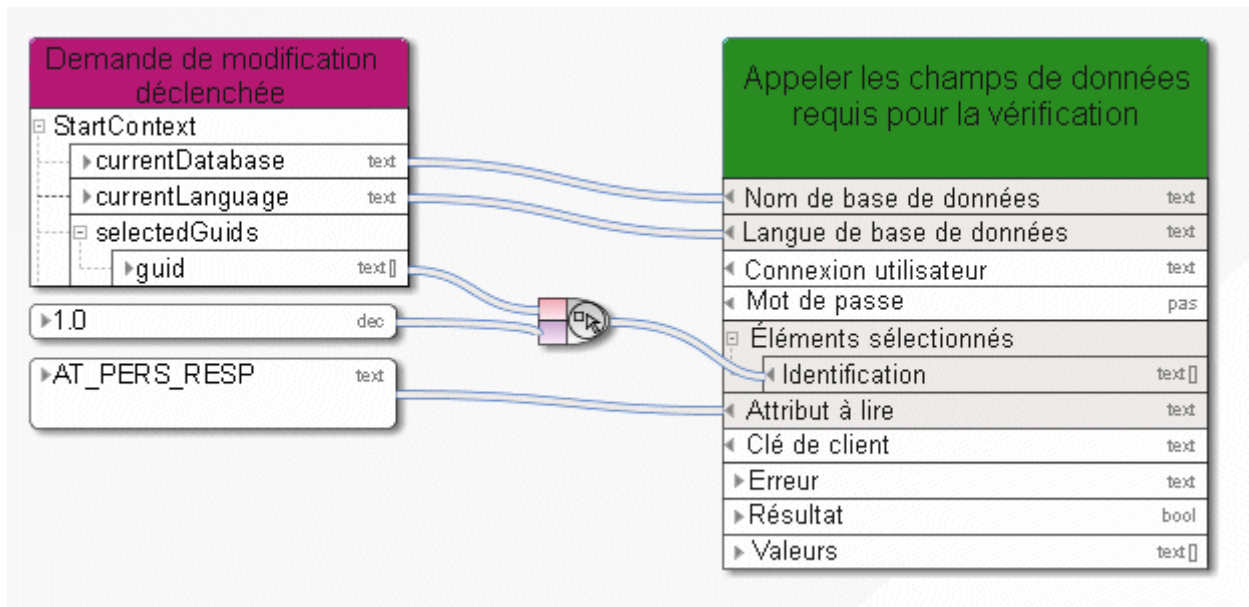 Demande de modification
déclenchée
StartContext
currentDatabase text
currentLanguage text
selectedGuids
guid text[]
1.0 dec
AT_PERS_RESP text
Appeler les champs de données
requis pour la vérification
Nom de base de données text
Langue de base de données text
Connexion utilisateur text
Mot de passe pas
Éléments sélectionnés
Identification text[]
Attribut à lire text
Clé de client text
Erreur text
Résultat bool
Valeurs text[]